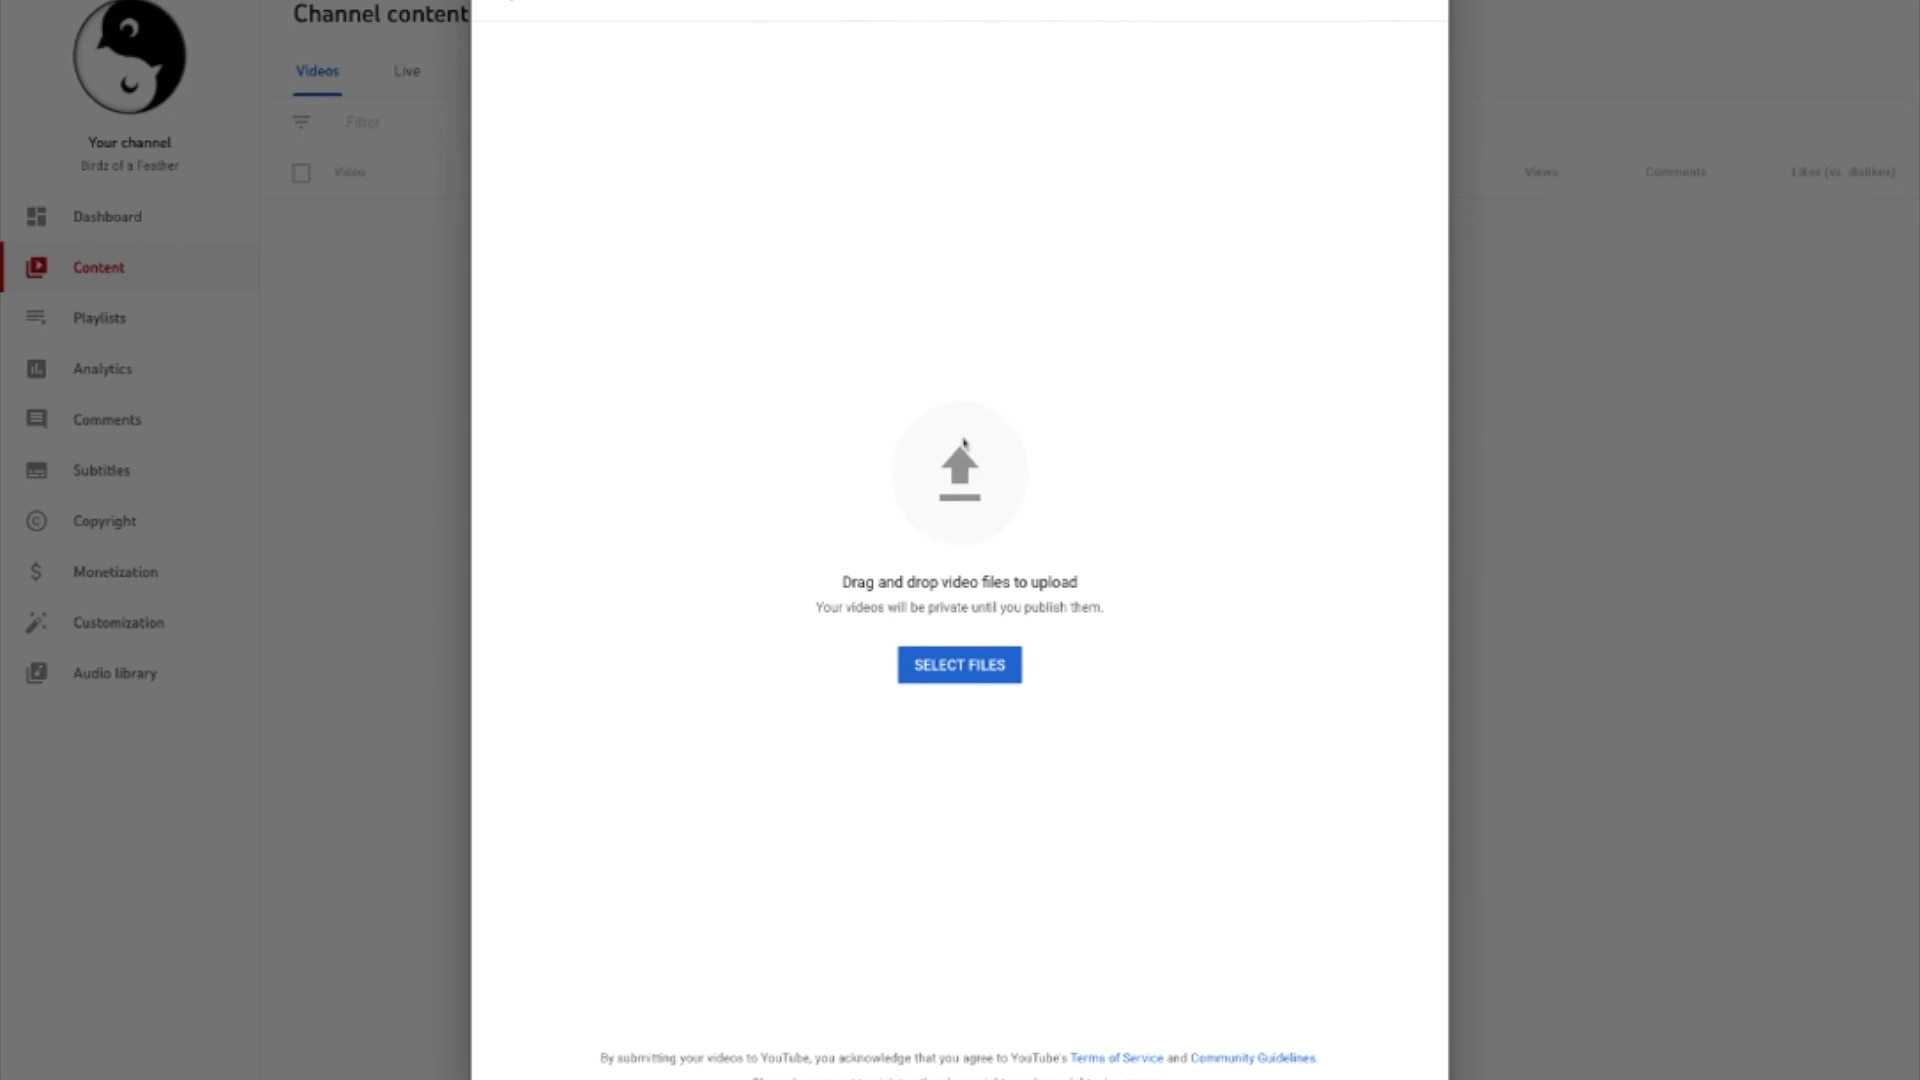 Channel content
Videos
Live
Filter
Video
Views
Comments
Likes (vs. dislikes)
Your channel
Birdz of a Feather
Dashboard
Content
Playlists
Analytics
Comments
Subtitles
Copyright
Monetization
Customization
Audio library
Drag and drop video files to upload
Your videos will be private until you publish them.
SELECT FILES
By submitting your videos to YouTube, you acknowledge that you agree to YouTube's Terms of Service and Community Guidelines.